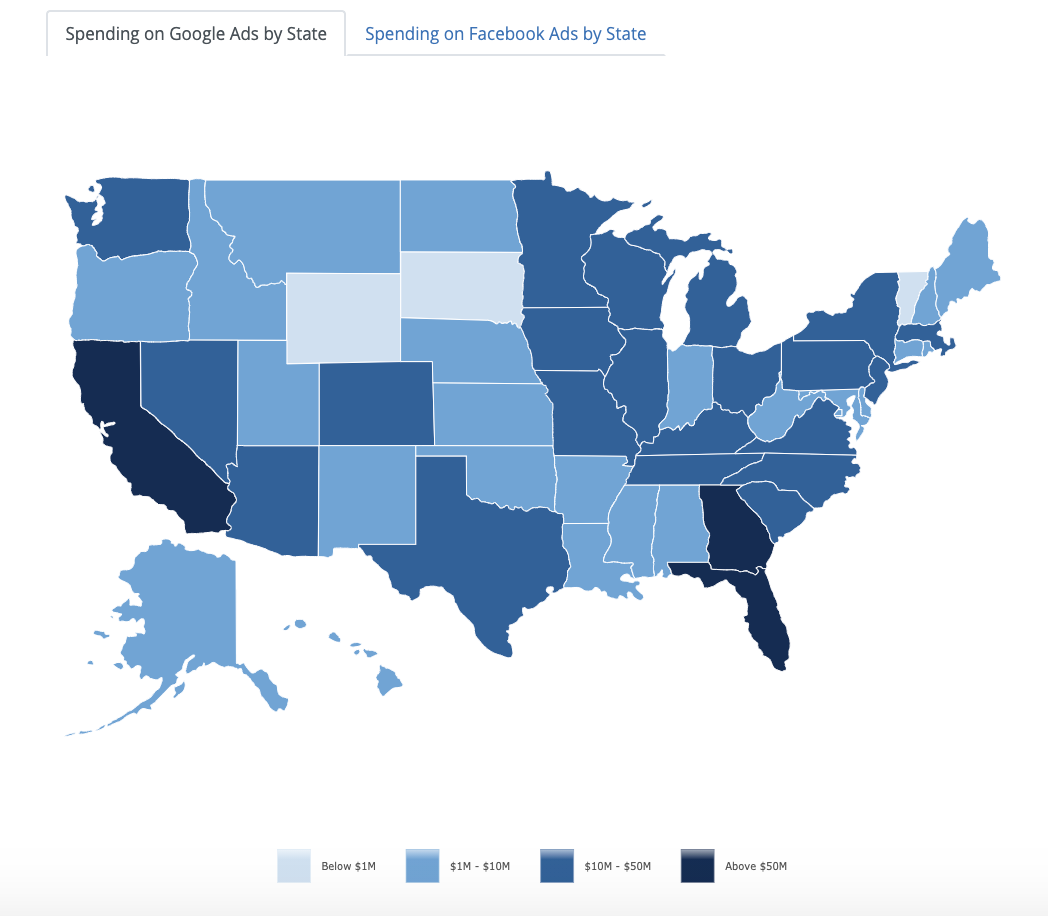 Spending on Google Ads by State
Spending on Facebook Ads by State
Below $1M
$1M - $10M
$10M - $50M
Above $50M